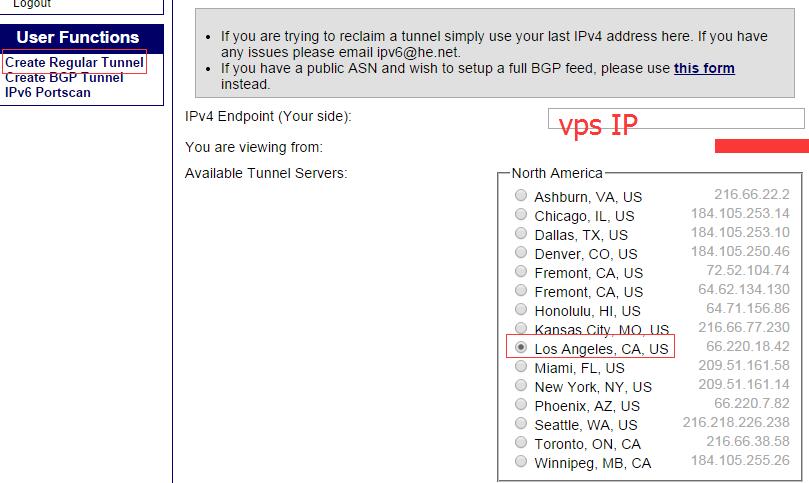 Logout
User Functions
Create Regular Tunnel
Create BGP Tunnel
IPv6 Portscan
If you are trying to reclaim a tunnel simply use your last IPv4 address here. If you have
any issues please email ipv6@he.net.
If you have a public ASN and wish to setup a full BGP feed, please use this form
instead.
IPv4 Endpoint (Your side): vps IP
You are viewing from:
Available Tunnel Servers:
North America
Ashburn, VA, US 216.66.22.2
Chicago, IL, US 184.105.253.14
Dallas, TX, US 184.105.253.10
Denver, CO, US 184.105.250.46
Fremont, CA, US 72.52.104.74
Fremont, CA, US 64.62.134.130
Honolulu, HI, US 64.71.156.86
Kansas City, MO, US 216.66.77.230
Los Angeles, CA, US 66.220.18.42
Miami, FL, US 209.51.161.58
New York, NY, US 209.51.161.14
Phoenix, AZ, US 66.220.7.82
Seattle, WA, US 216.218.226.238
Toronto, ON, CA 216.66.38.58
Winnipeg, MB, CA 184.105.255.26